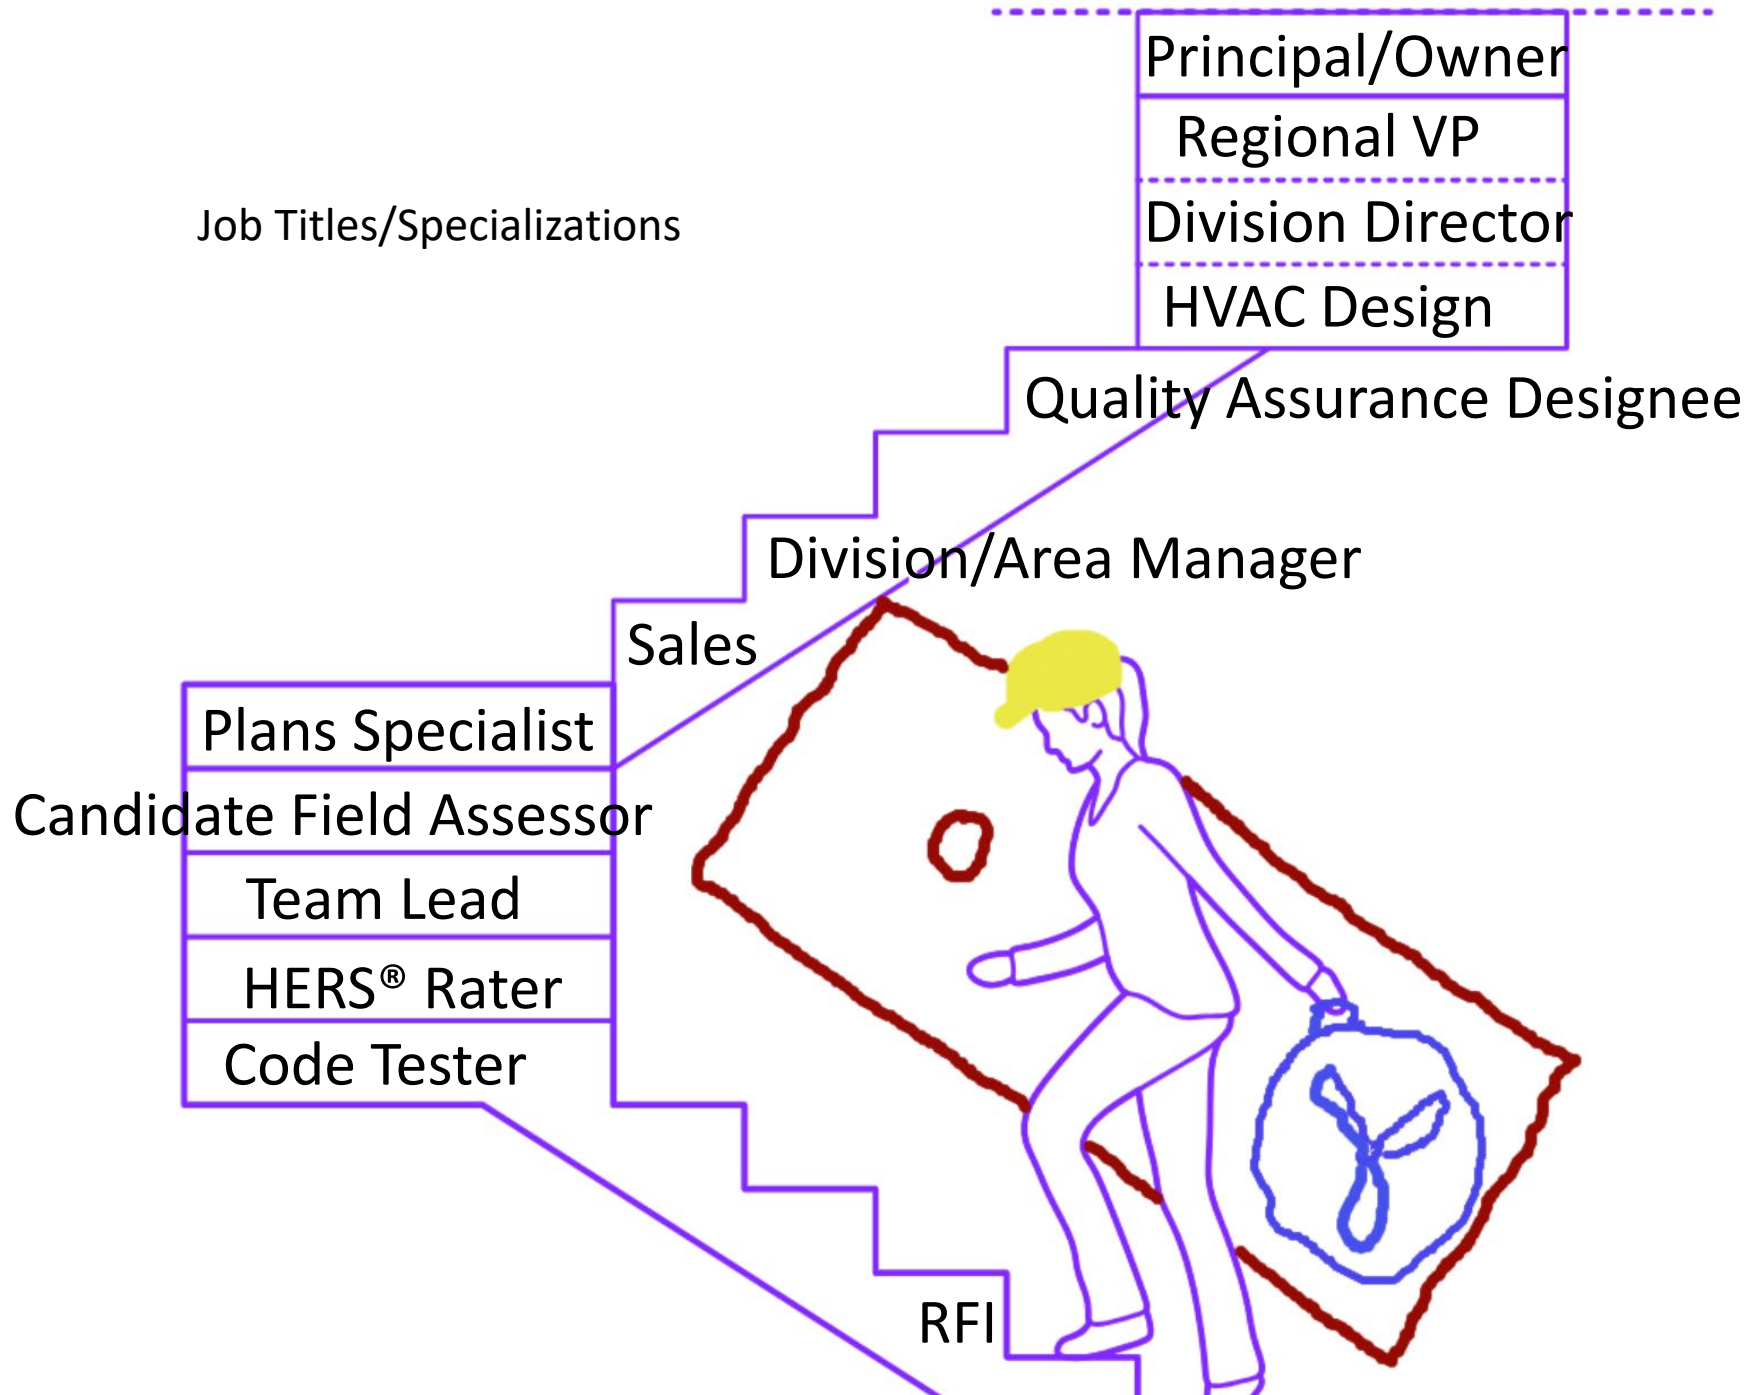 Principal/Owner
Regional VP
Job Titles/Specializations
Division Director
HVAC Design
Quality Assurance Designee
Division/Area Manager
Sales
Plans Specialist
Candidate Field Assessor
Team Lead
HERS® Rater
Code Tester
RFI